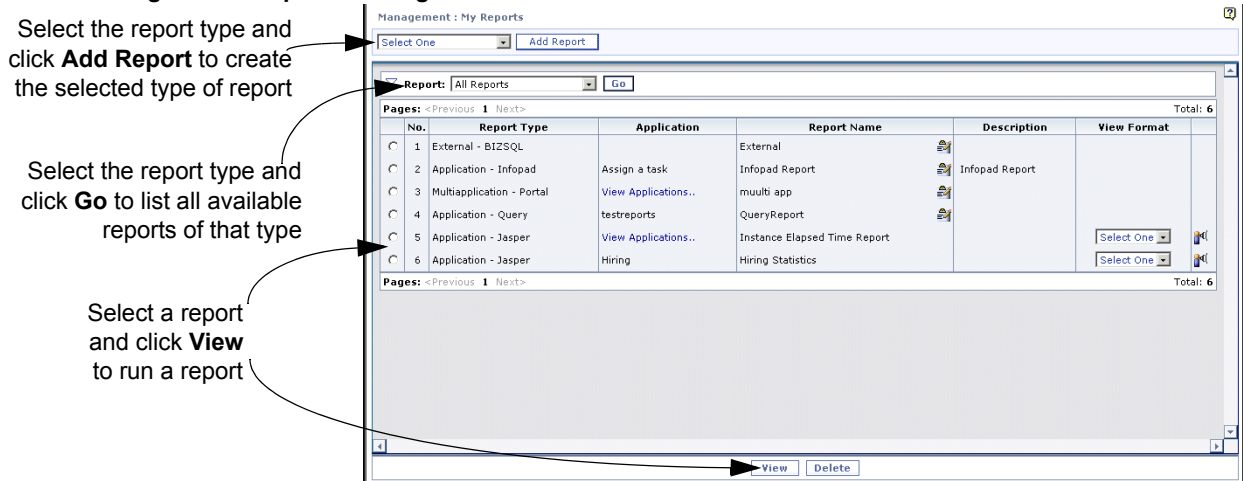 Select the report type and
click Add Report to create
the selected type of report
Select the report type and
click Go to list all available
reports of that type
Select a report
and click View
to run a report
Management : My Reports
Select One Add Report
Report: All Reports Go
Pages: <Previous 1 Next> Total: 6
No. Report Type Application Report Name Description View Format
1 External - BIZSQL External
2 Application - Infopad Assign a task Infopad Report Infopad Report
3 Multiapplication - Portal View Applications.. muulti app
4 Application - Query testreports QueryReport
5 Application - Jasper View Applications.. Instance Elapsed Time Report Select One
6 Application - Jasper Hiring Hiring Statistics Select One
Pages: <Previous 1 Next> Total: 6
View Delete